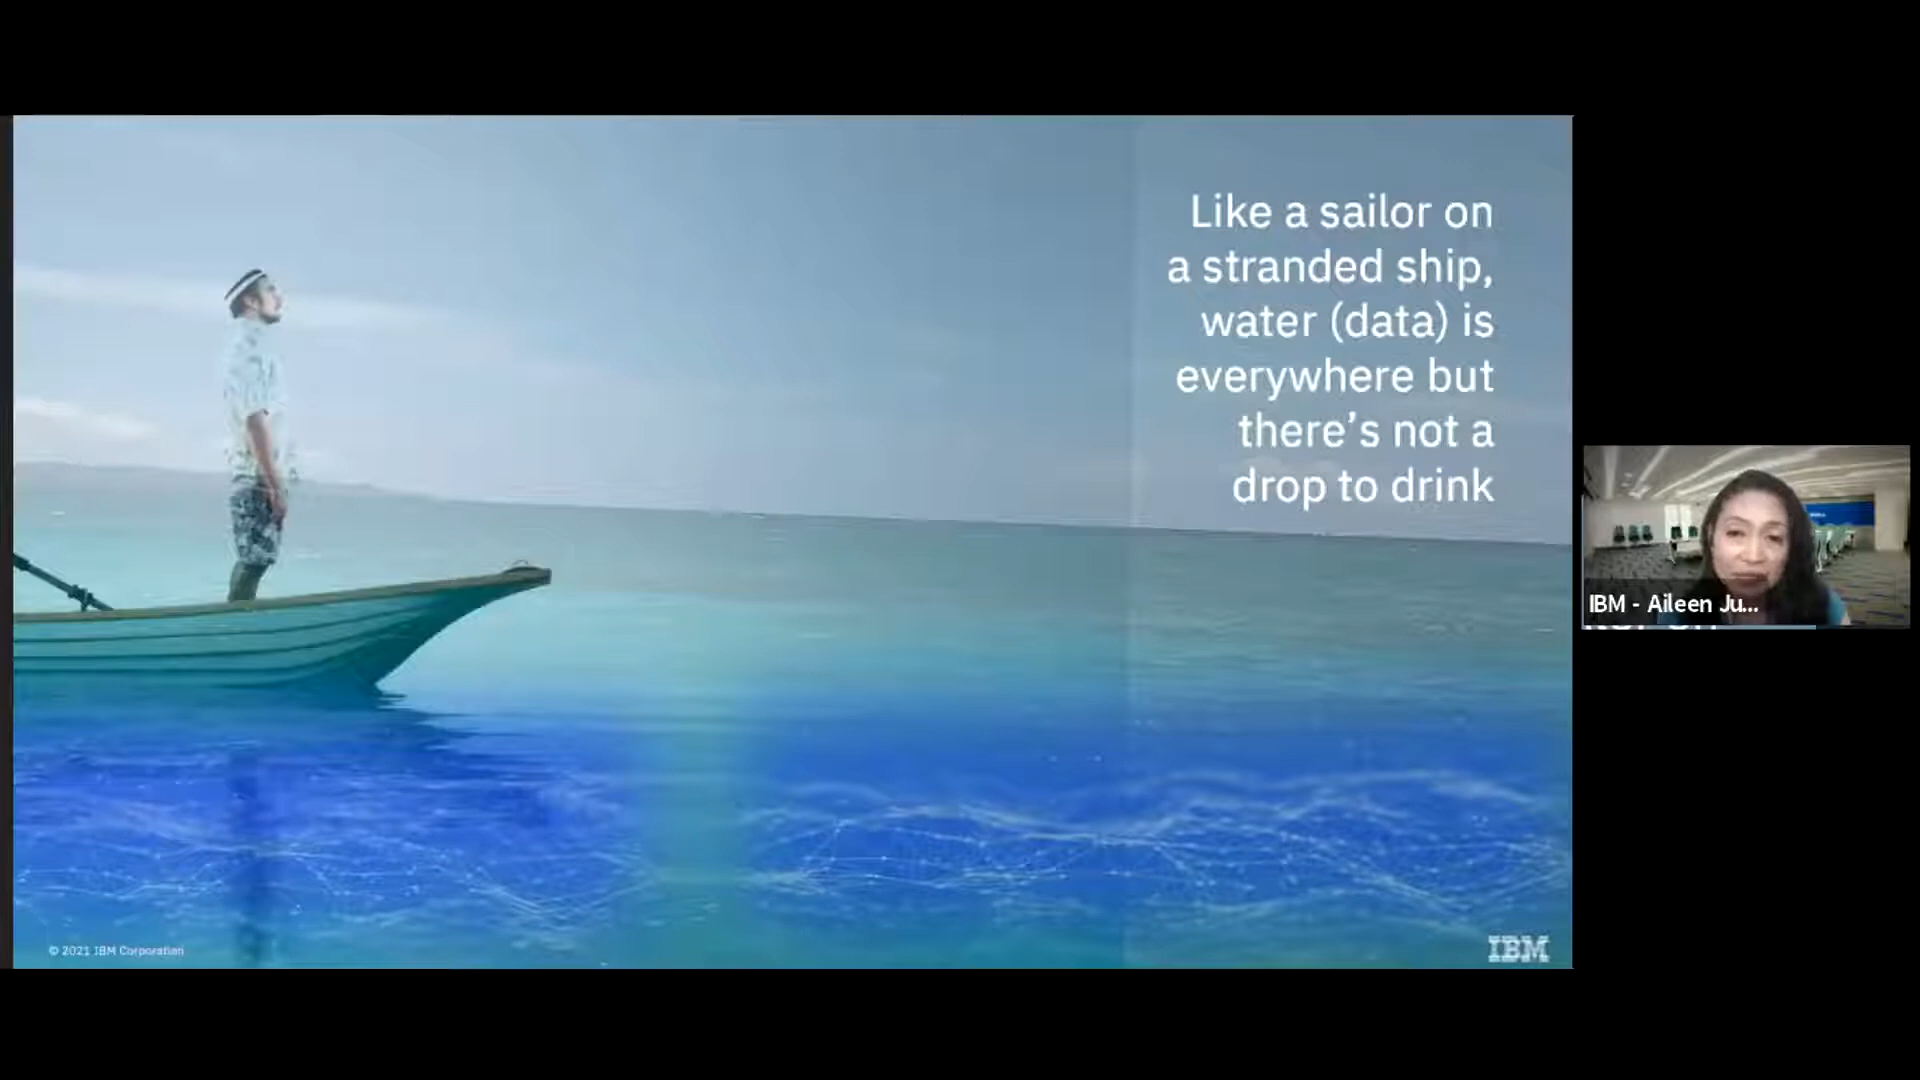 Like a sailor on
a stranded ship,
water (data) is
everywhere but
there's not a
drop to drink
IBM - Aileen Ju...
© 2021 IBM Corporation
IBM